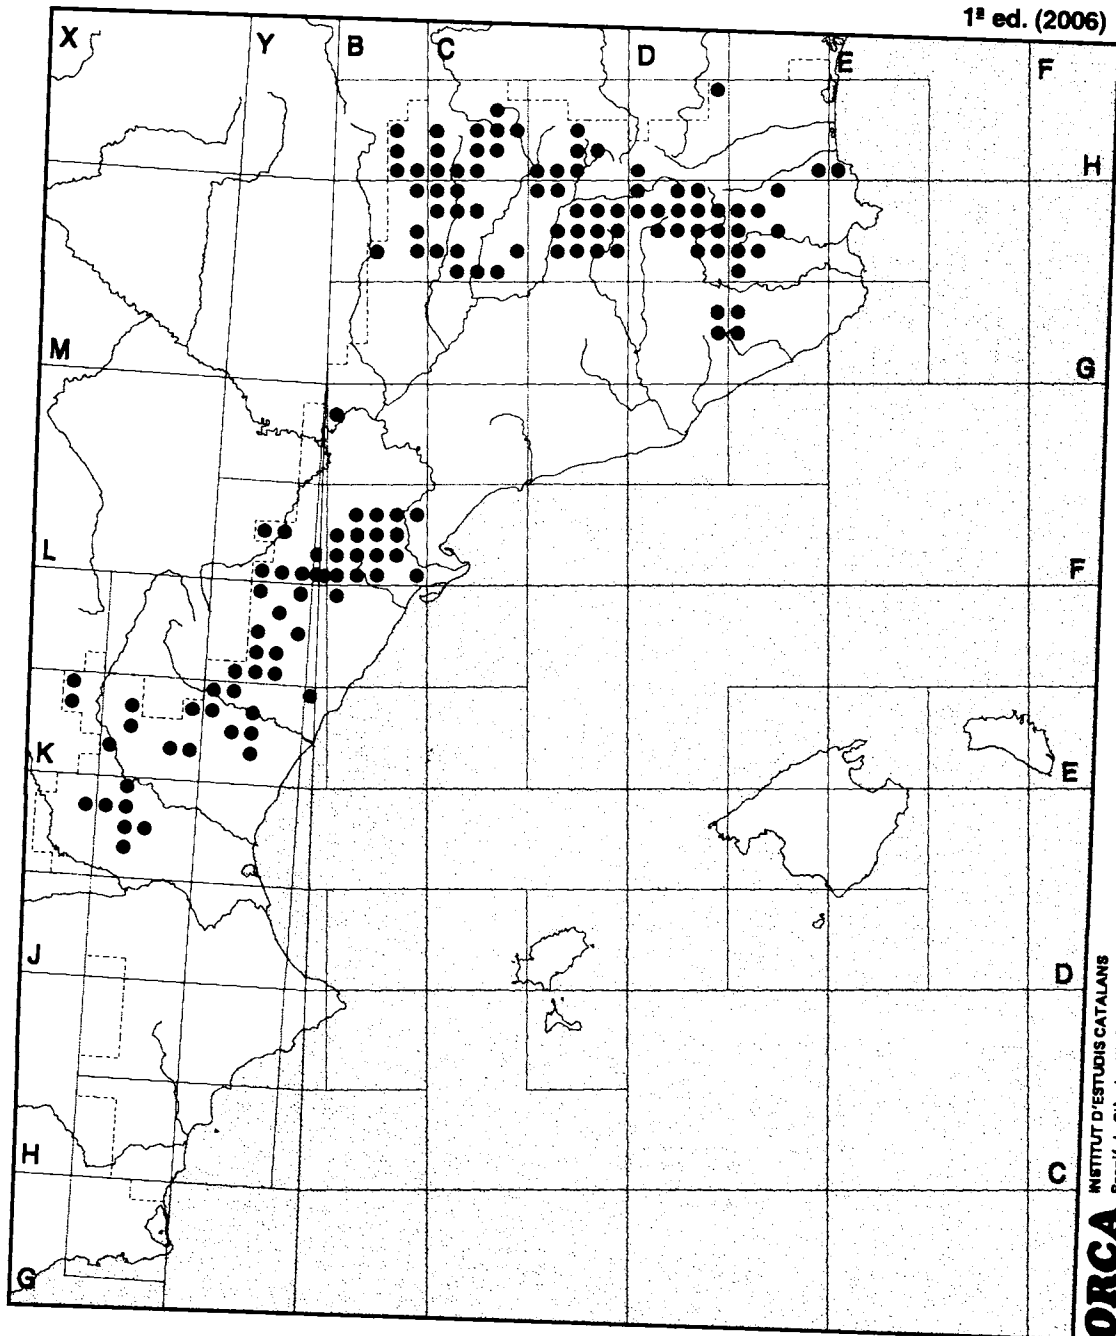 1ª ed. (2006)
X Y B C D E F
H
M G
L F
K E
J D
H C
G
ORCA INSTITUT D'ESTUDIS CATALANS